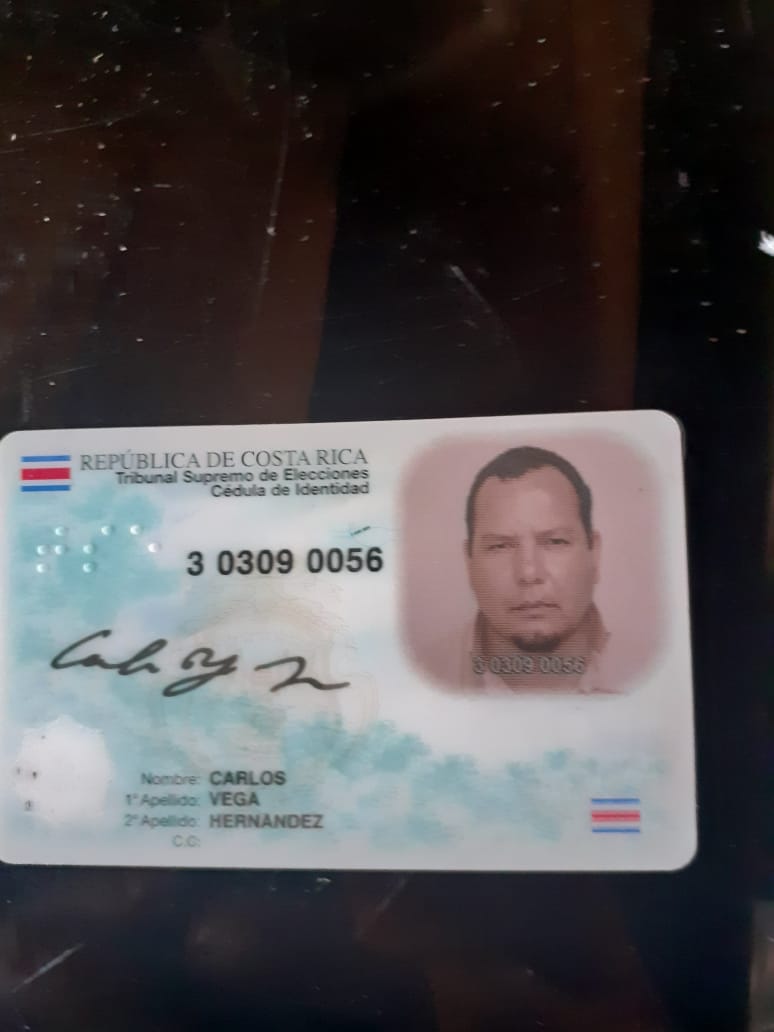 REPÚBLICA DE COSTA RICA
Tribunal Supremo de Elecciones
Cédula de Identidad
3 0309 0056
3 0309 0056
Nombre: CARLOS
1° Apellido: VEGA
2° Apellido: HERNANDEZ
C.C: